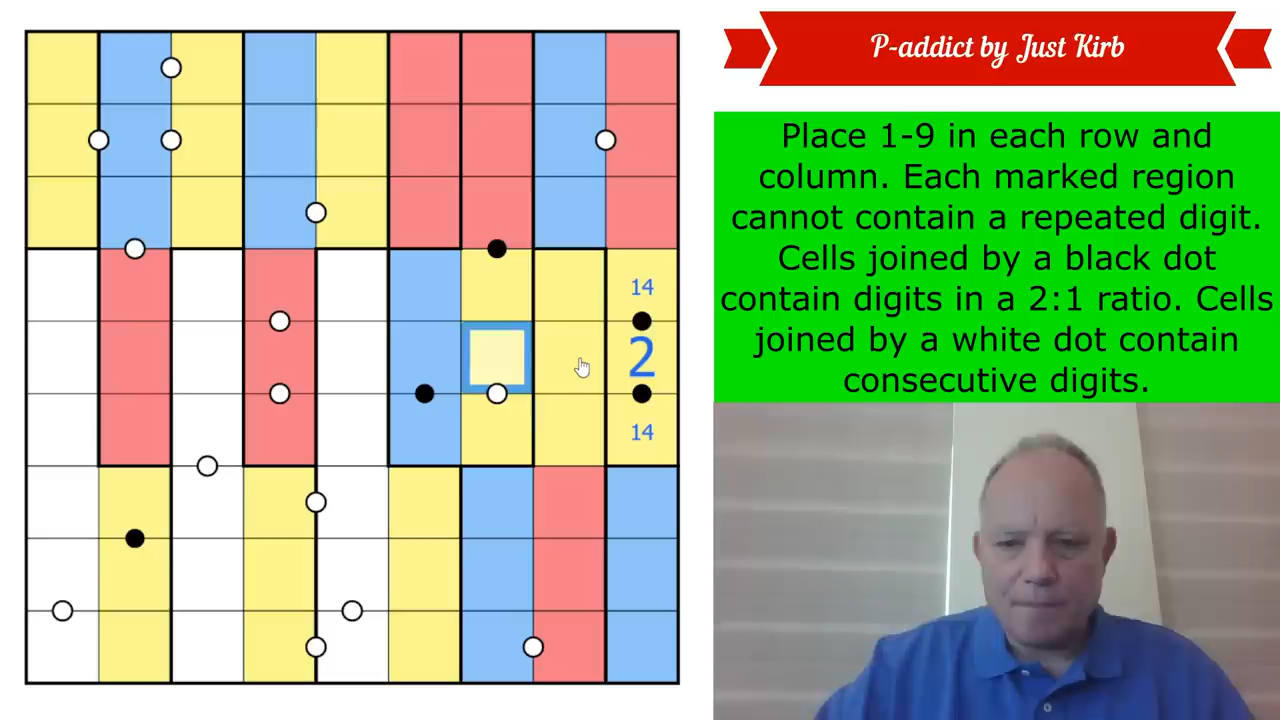 P-addict by Just Kirb
Place 1-9 in each row and
column. Each marked region
cannot contain a repeated digit.
Cells joined by a black dot
contain digits in a 2:1 ratio. Cells
joined by a white dot contain
consecutive digits.
14
2
14